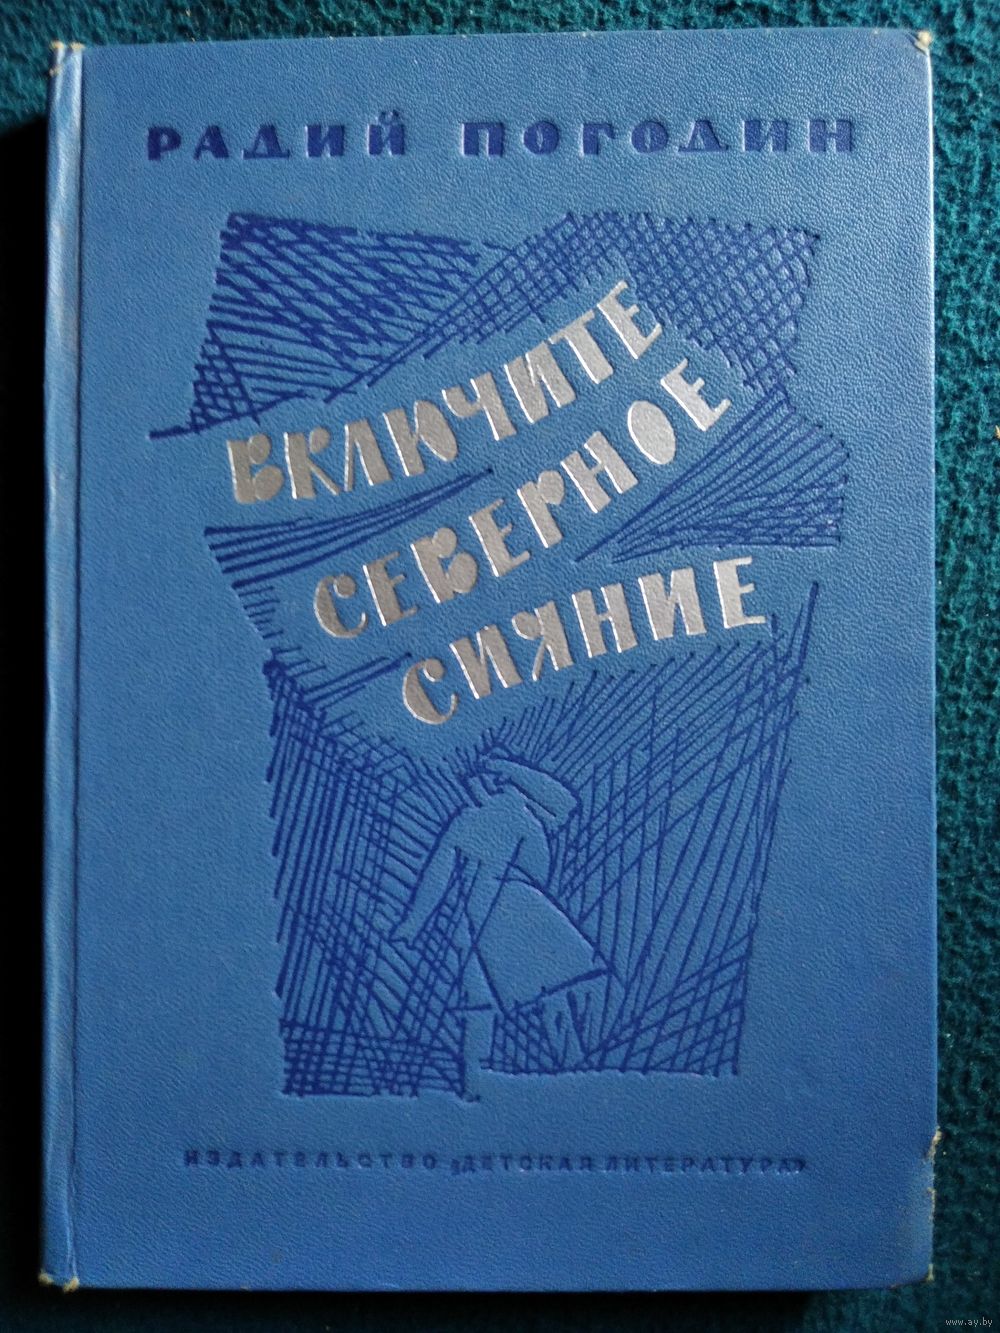 РАДИЙ ПОГОДИН
ВКЛЮЧИТЕ
СЕВЕРНОЕ
СИЯНИЕ
ИЗДАТЕЛЬСТВО «ДЕТСКАЯ ЛИТЕРАТУРА»
www.ay.by